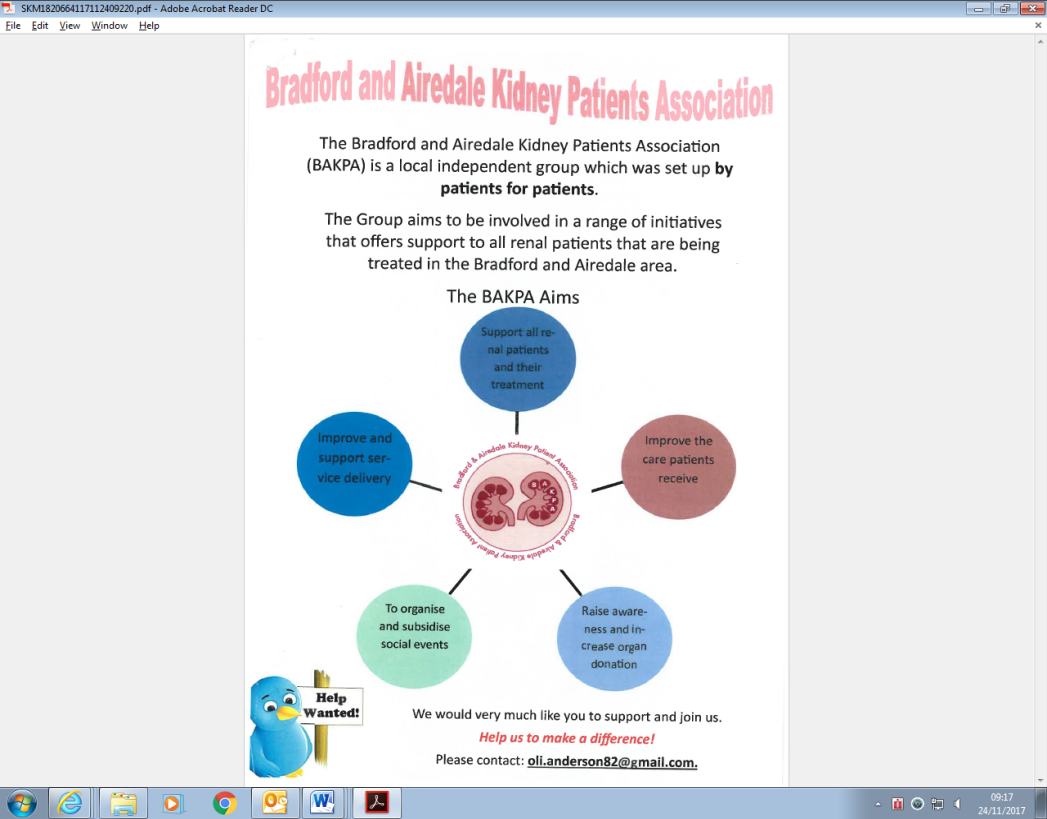 SKM1820664117112409220.pdf - Adobe Acrobat Reader DC
File Edit View Window Help
Bradford and Airedale Kidney Patients Association
The Bradford and Airedale Kidney Patients Association
(BAKPA) is a local independent group which was set up by
patients for patients.
The Group aims to be involved in a range of initiatives
that offers support to all renal patients that are being
treated in the Bradford and Airedale area.
The BAKPA Aims
Support all re-
nal patients
and their
treatment
Improve and
support ser-
vice delivery
Improve the
care patients
receive
Bradford & Airedale Kidney Patient Association
BAKPA
Bradford & Airedale Kidney Patient Association
To organise
and subsidise
social events
Raise aware-
ness and in-
crease organ
donation
Help
Wanted!
We would very much like you to support and join us.
Help us to make a difference!
Please contact: oli.anderson82@gmail.com.
09:17
24/11/2017